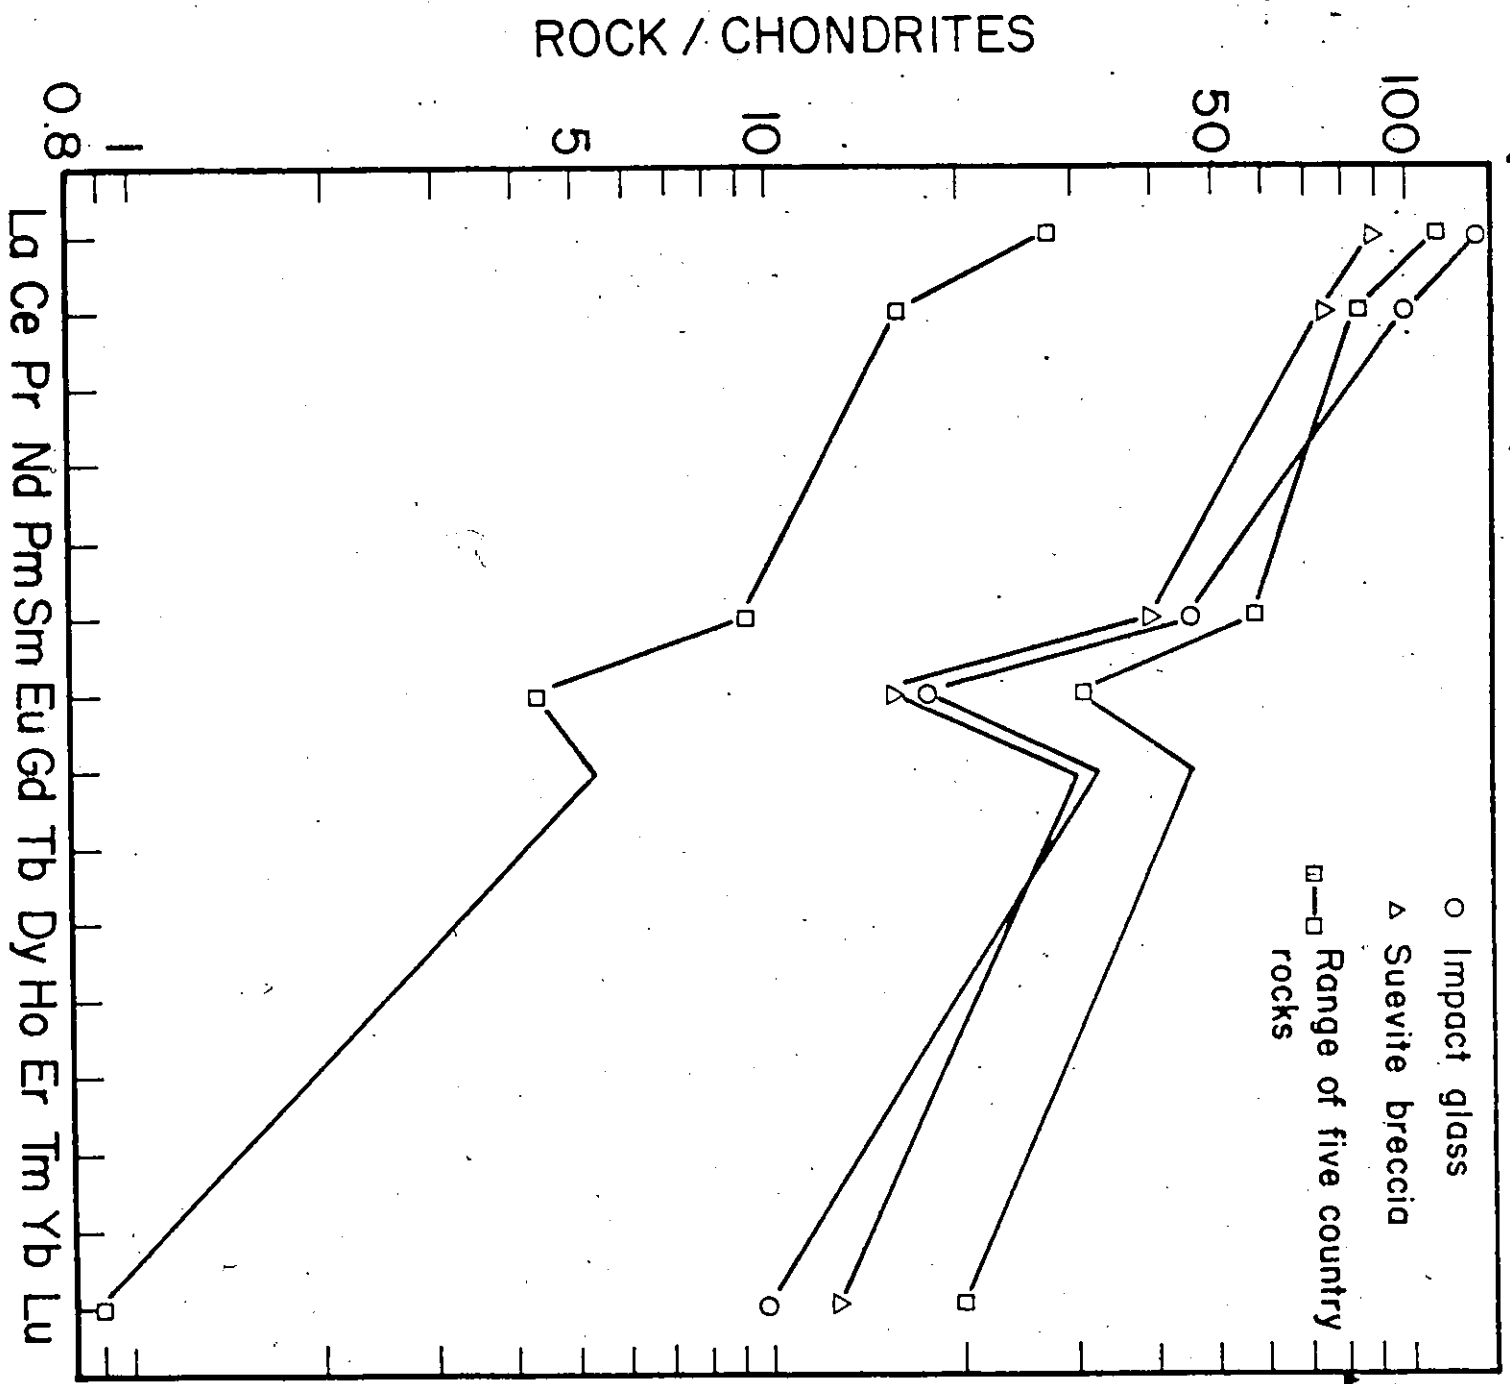 ROCK / CHONDRITES
0.8 1 5 10 50 100
La Ce Pr Nd Pm Sm Eu Gd Tb Dy Ho Er Tm Yb Lu
Impact glass
Suevite breccia
Range of five country
rocks